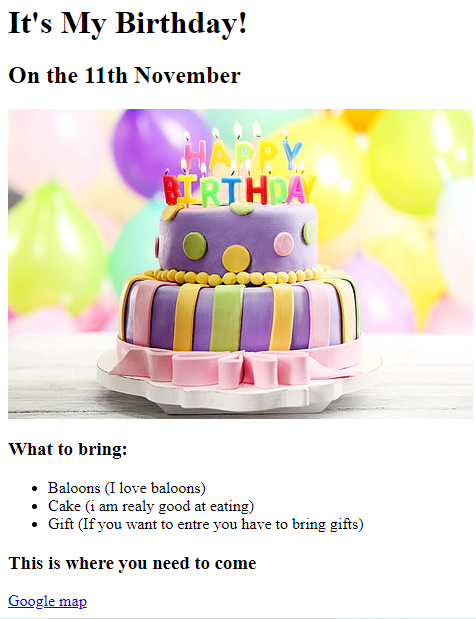 It's My Birthday!
On the 11th November
HAPPY
BIRTHDAY
What to bring:
Baloons (I love baloons)
Cake (i am realy good at eating)
Gift (If you want to entre you have to bring gifts)
This is where you need to come
Google map